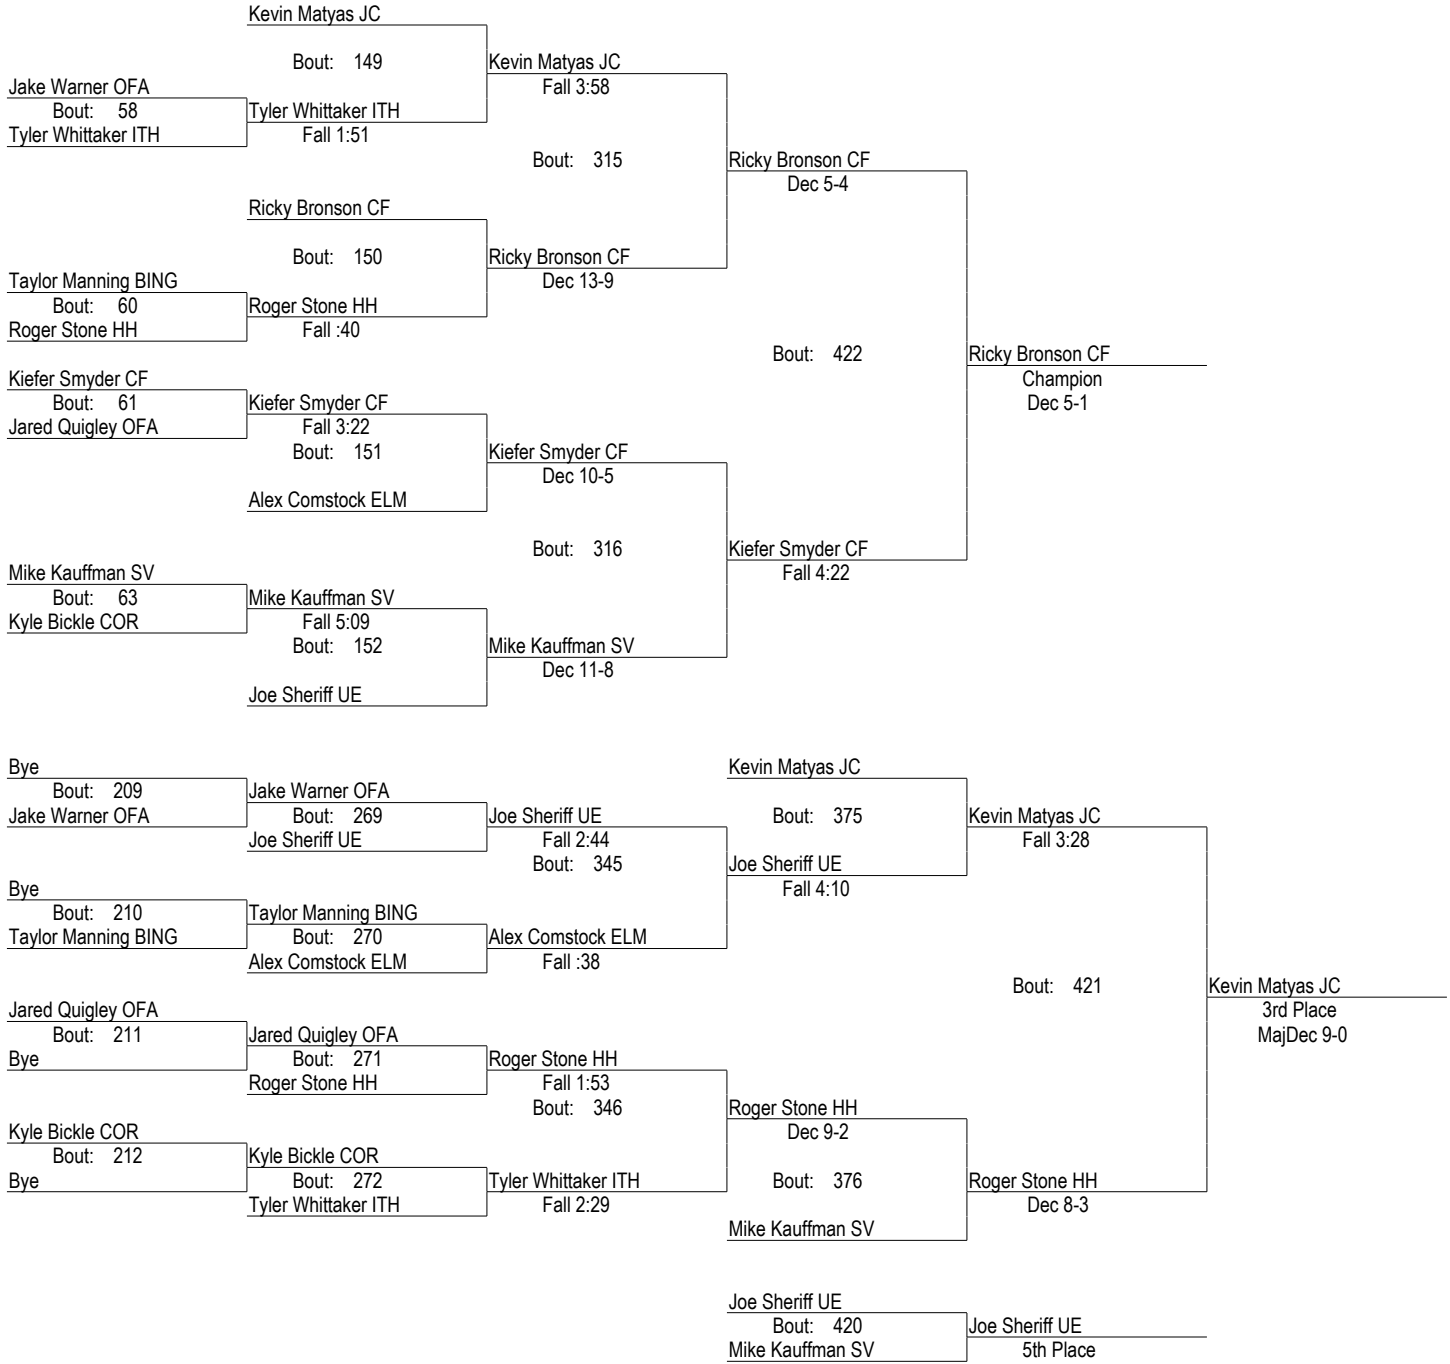 Kevin Matyas JC
Bout: 149
Kevin Matyas JC
Jake Warner OFA
Fall 3:58
Bout: 58
Tyler Whittaker ITH
Tyler Whittaker ITH
Fall 1:51
Bout: 315
Ricky Bronson CF
Dec 5-4
Ricky Bronson CF
Bout: 150
Ricky Bronson CF
Taylor Manning BING
Dec 13-9
Bout: 60
Roger Stone HH
Roger Stone HH
Fall :40
Bout: 422
Ricky Bronson CF
Kiefer Smyder CF
Champion
Bout: 61
Kiefer Smyder CF
Dec 5-1
Jared Quigley OFA
Fall 3:22
Bout: 151
Kiefer Smyder CF
Dec 10-5
Alex Comstock ELM
Bout: 316
Kiefer Smyder CF
Mike Kauffman SV
Fall 4:22
Bout: 63
Mike Kauffman SV
Kyle Bickle COR
Fall 5:09
Bout: 152
Mike Kauffman SV
Dec 11-8
Joe Sheriff UE
Bye
Kevin Matyas JC
Bout: 209
Jake Warner OFA
Jake Warner OFA
Bout: 269
Joe Sheriff UE
Bout: 375
Kevin Matyas JC
Joe Sheriff UE
Fall 2:44
Fall 3:28
Bout: 345
Joe Sheriff UE
Bye
Fall 4:10
Bout: 210
Taylor Manning BING
Taylor Manning BING
Bout: 270
Alex Comstock ELM
Alex Comstock ELM
Fall :38
Bout: 421
Kevin Matyas JC
Jared Quigley OFA
3rd Place
Bout: 211
Jared Quigley OFA
MajDec 9-0
Bye
Bout: 271
Roger Stone HH
Roger Stone HH
Fall 1:53
Bout: 346
Roger Stone HH
Kyle Bickle COR
Dec 9-2
Bout: 212
Kyle Bickle COR
Bye
Bout: 272
Tyler Whittaker ITH
Bout: 376
Roger Stone HH
Tyler Whittaker ITH
Fall 2:29
Dec 8-3
Mike Kauffman SV
Joe Sheriff UE
Bout: 420
Joe Sheriff UE
Mike Kauffman SV
5th Place